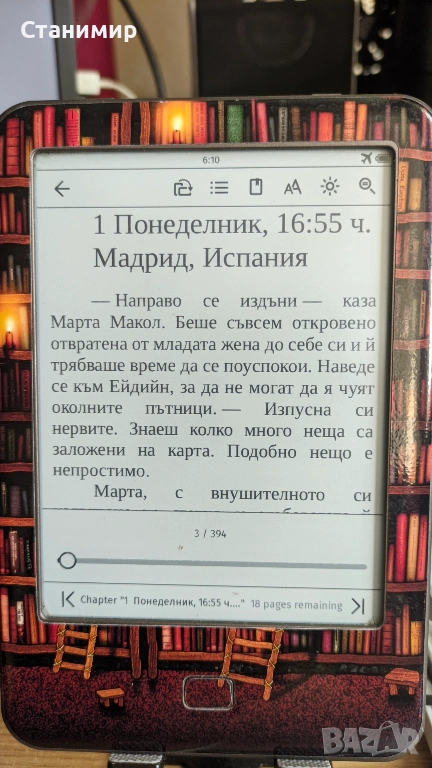 Станимир
6:10
AA
1 Понеделник, 16:55 ч.
Мадрид, Испания
— Направо се издъни — каза
Марта Макол. Беше съвсем откровено
отвратена от младата жена до себе си и й
трябваше време да се поуспокои. Наведе
се към Ейдийн, за да не могат да я чуят
околните пътници. — Изпусна си
нервите. Знаеш колко много неща са
заложени на карта. Подобно нещо е
непростимо.
Марта, с внушителното си
3 / 394
Chapter "1 Понеделник, 16:55 ч...." 18 pages remaining
BAZAR